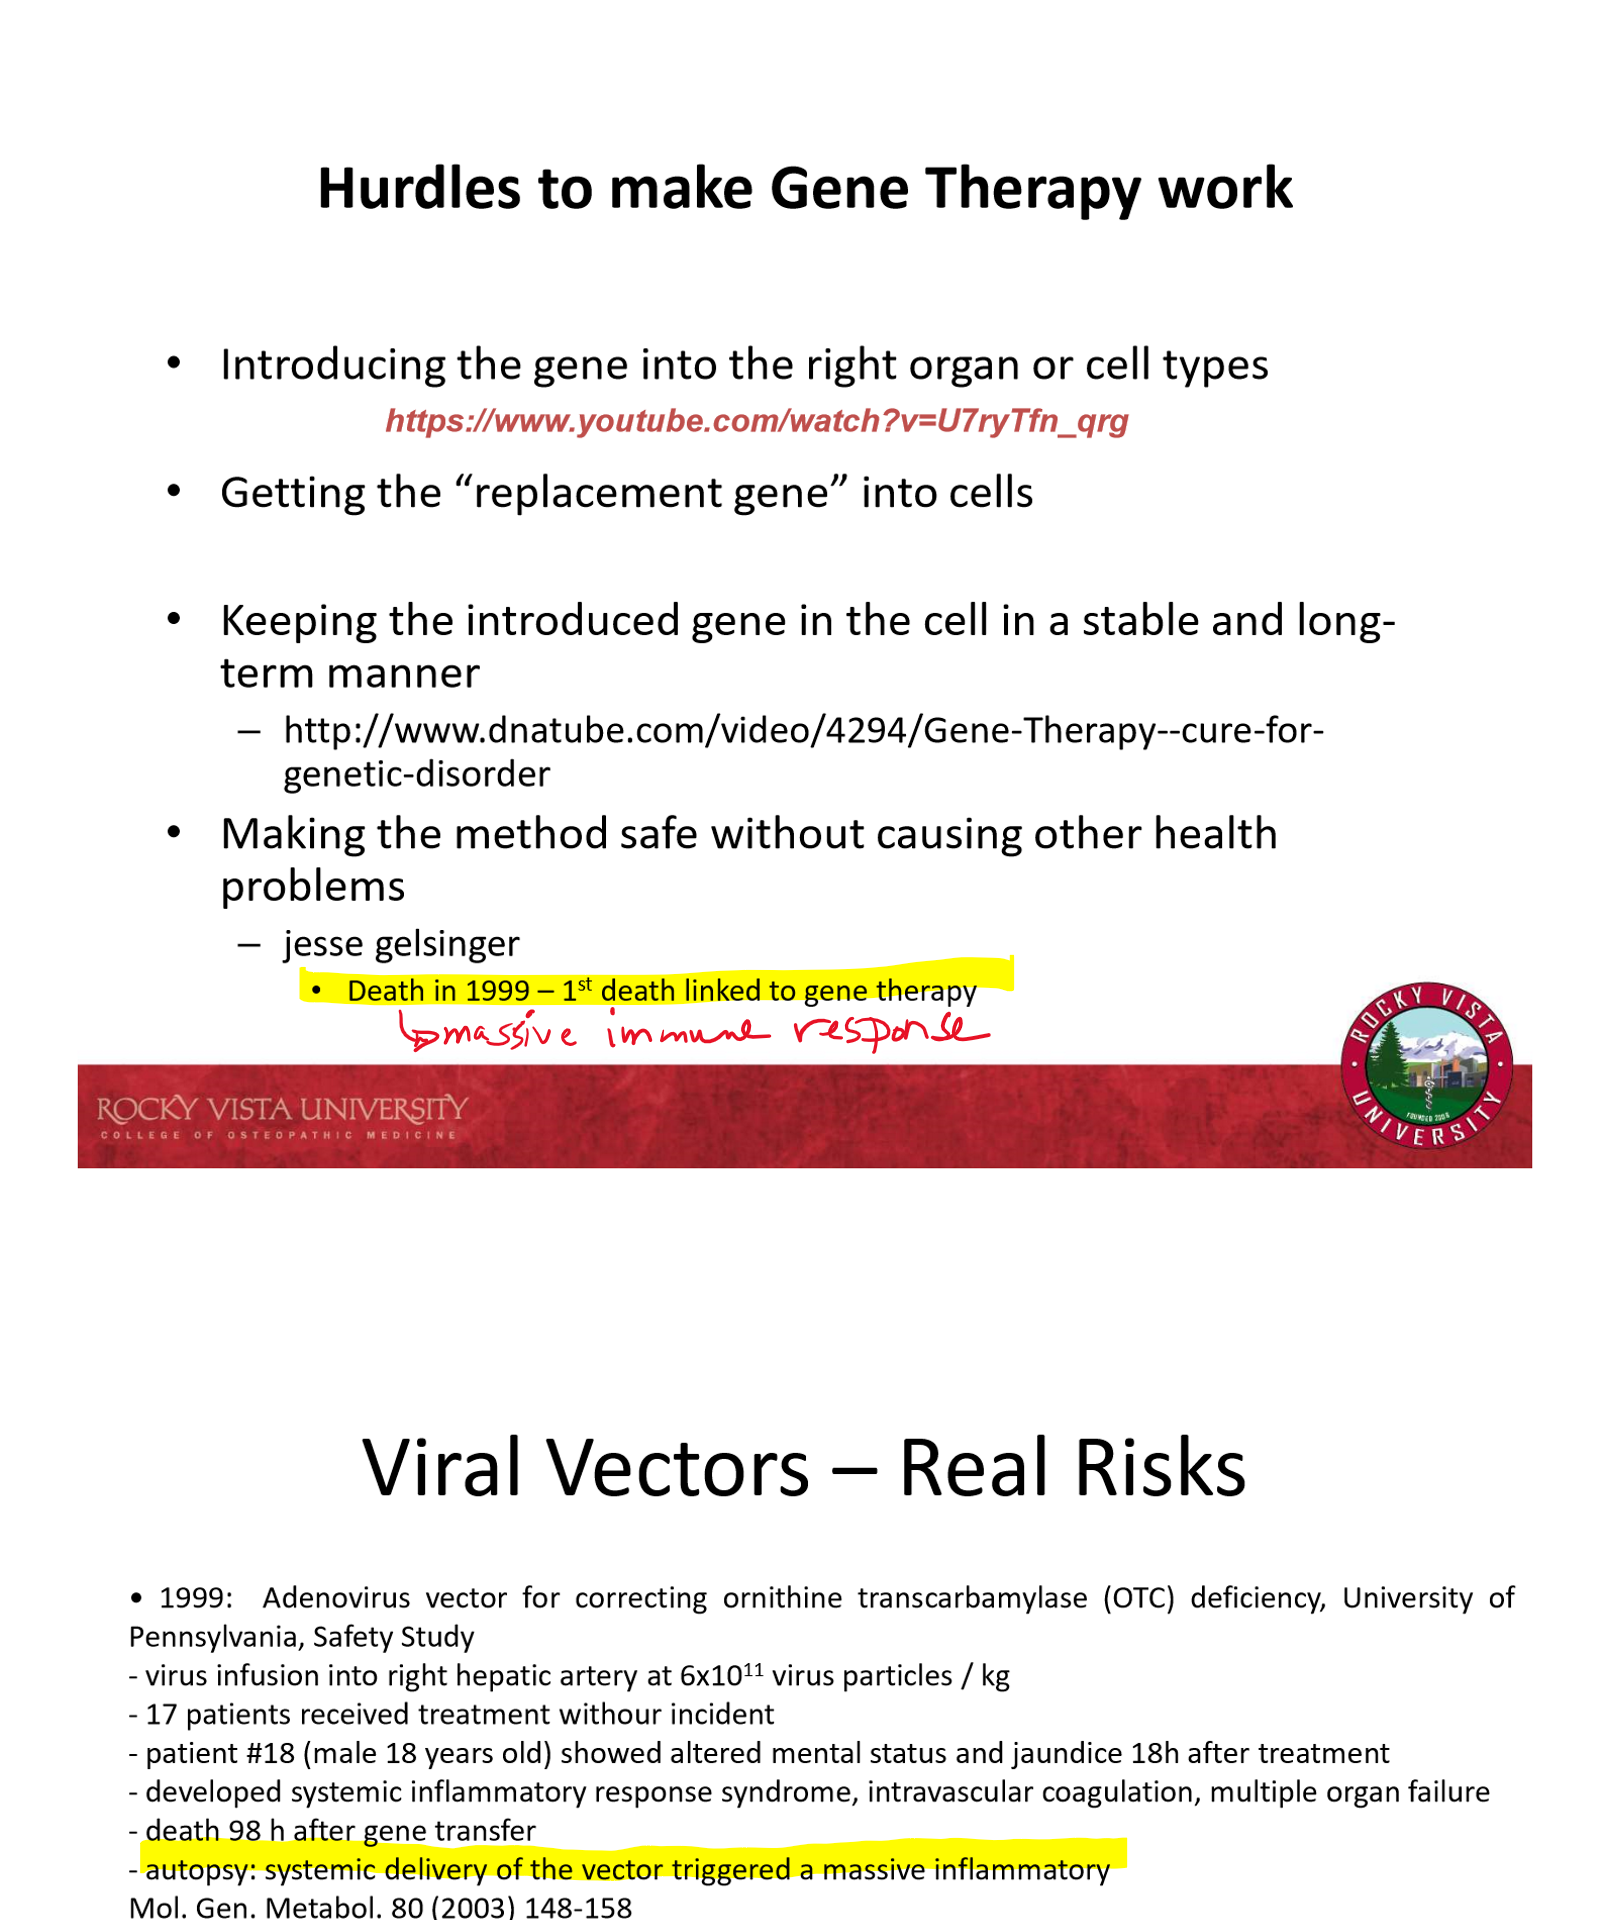 Hurdles to make Gene Therapy work
• Introducing the gene into the right organ or cell types
https://www.youtube.com/watch?v=U7ryTfn_qrg
• Getting the “replacement gene” into cells
• Keeping the introduced gene in the cell in a stable and long-
term manner
– http://www.dnatube.com/video/4294/Gene-Therapy--cure-for-
genetic-disorder
• Making the method safe without causing other health
problems
– jesse gelsinger
• Death in 1999 – 1st death linked to gene therapy
massive immune response
ROCKY VISTA UNIVERSITY
COLLEGE OF OSTEOPATHIC MEDICINE
ROCKY VISTA
UNIVERSITY
FOUNDED 2006
Viral Vectors – Real Risks
• 1999: Adenovirus vector for correcting ornithine transcarbamylase (OTC) deficiency, University of
Pennsylvania, Safety Study
- virus infusion into right hepatic artery at 6x10¹¹ virus particles / kg
- 17 patients received treatment withour incident
- patient #18 (male 18 years old) showed altered mental status and jaundice 18h after treatment
- developed systemic inflammatory response syndrome, intravascular coagulation, multiple organ failure
- death 98 h after gene transfer
- autopsy: systemic delivery of the vector triggered a massive inflammatory
Mol. Gen. Metabol. 80 (2003) 148-158